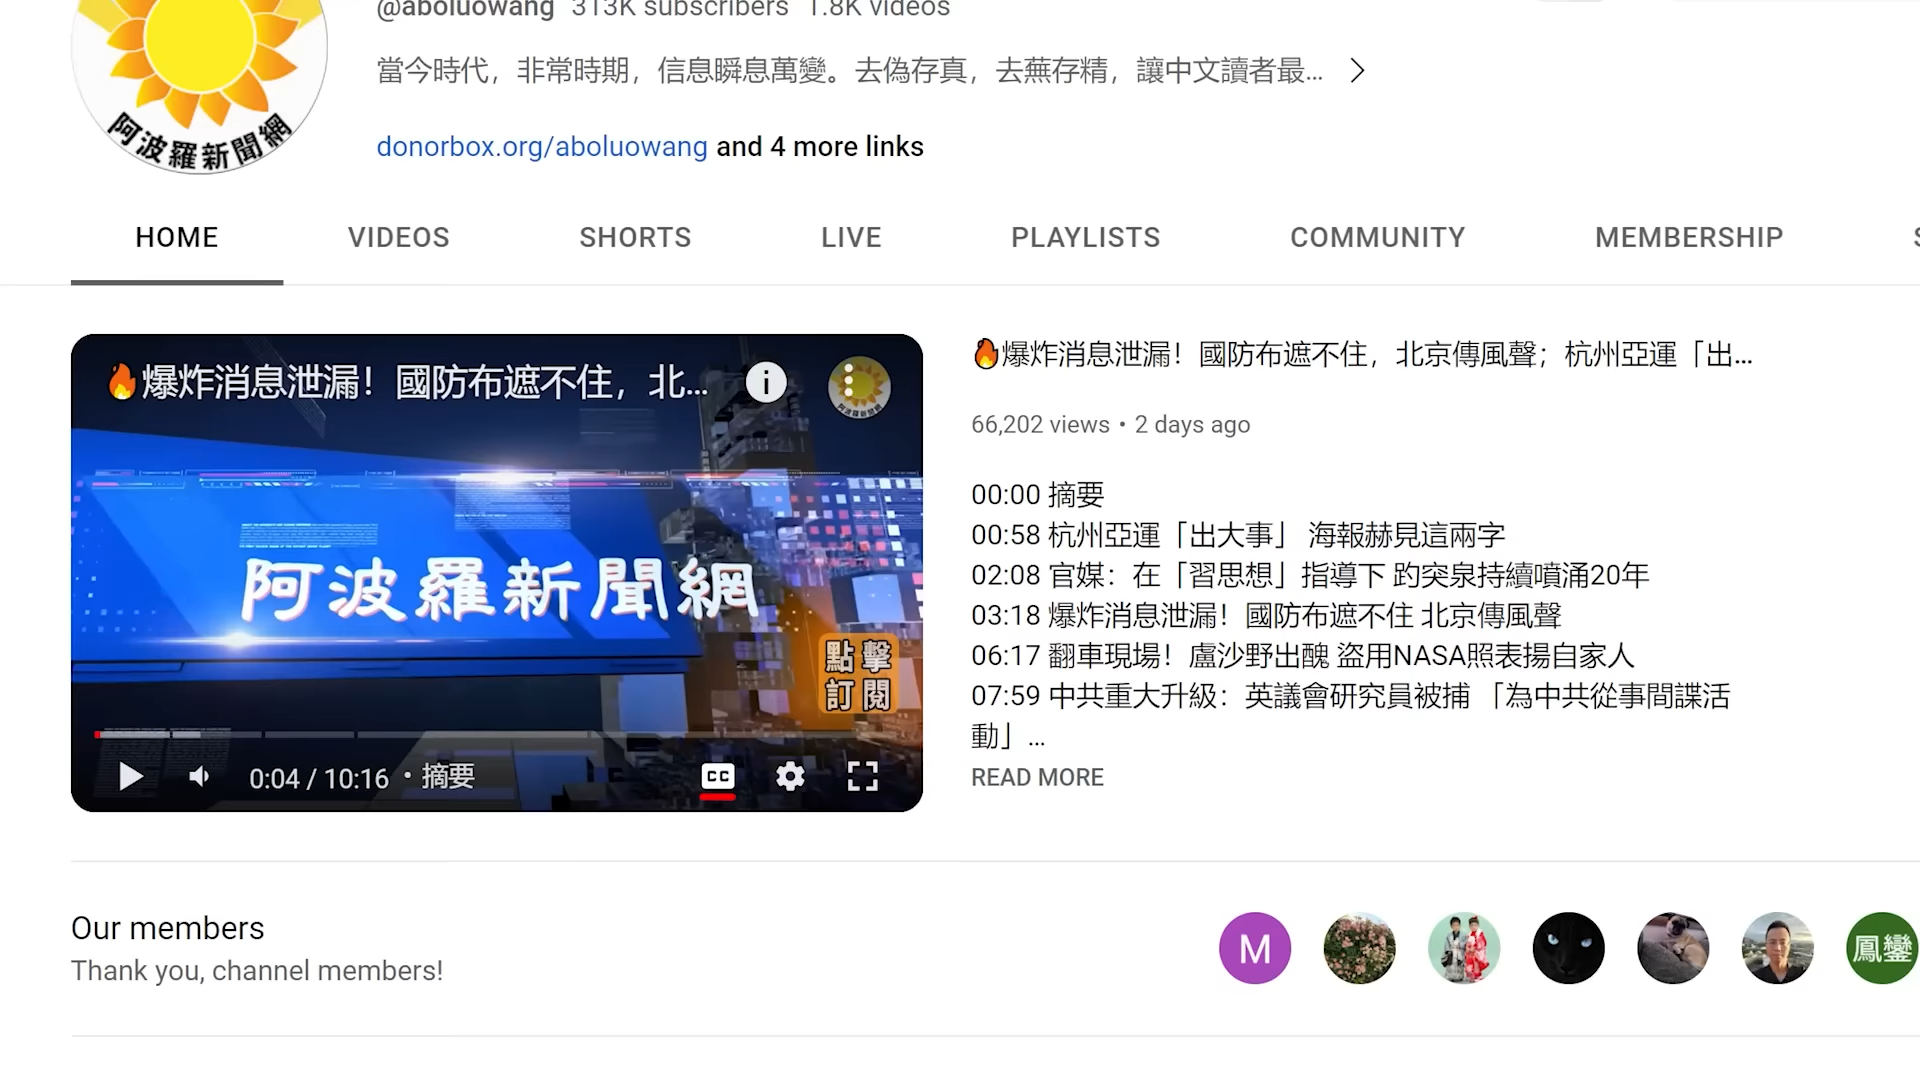 @aboluowang 313K subscribers 1.8K videos
當今時代，非常時期，信息瞬息萬變。去偽存真，去蕪存精，讓中文讀者最...
阿波羅新聞網
donorbox.org/aboluowang and 4 more links
HOME VIDEOS SHORTS LIVE PLAYLISTS COMMUNITY MEMBERSHIP
🔥爆炸消息泄漏！國防布遮不住，北...
阿波羅新聞網
點擊
訂閱
0:04 / 10:16 • 摘要
CC
🔥爆炸消息泄漏！國防布遮不住，北京傳風聲；杭州亞運「出...
66,202 views • 2 days ago
00:00 摘要
00:58 杭州亞運「出大事」 海報赫見這兩字
02:08 官媒：在「習思想」指導下 趵突泉持續噴涌20年
03:18 爆炸消息泄漏！國防布遮不住 北京傳風聲
06:17 翻車現場！盧沙野出醜 盜用NASA照表揚自家人
07:59 中共重大升級：英議會研究員被捕 「為中共從事間諜活
動」...
READ MORE
Our members
Thank you, channel members!
M
鳳鑾